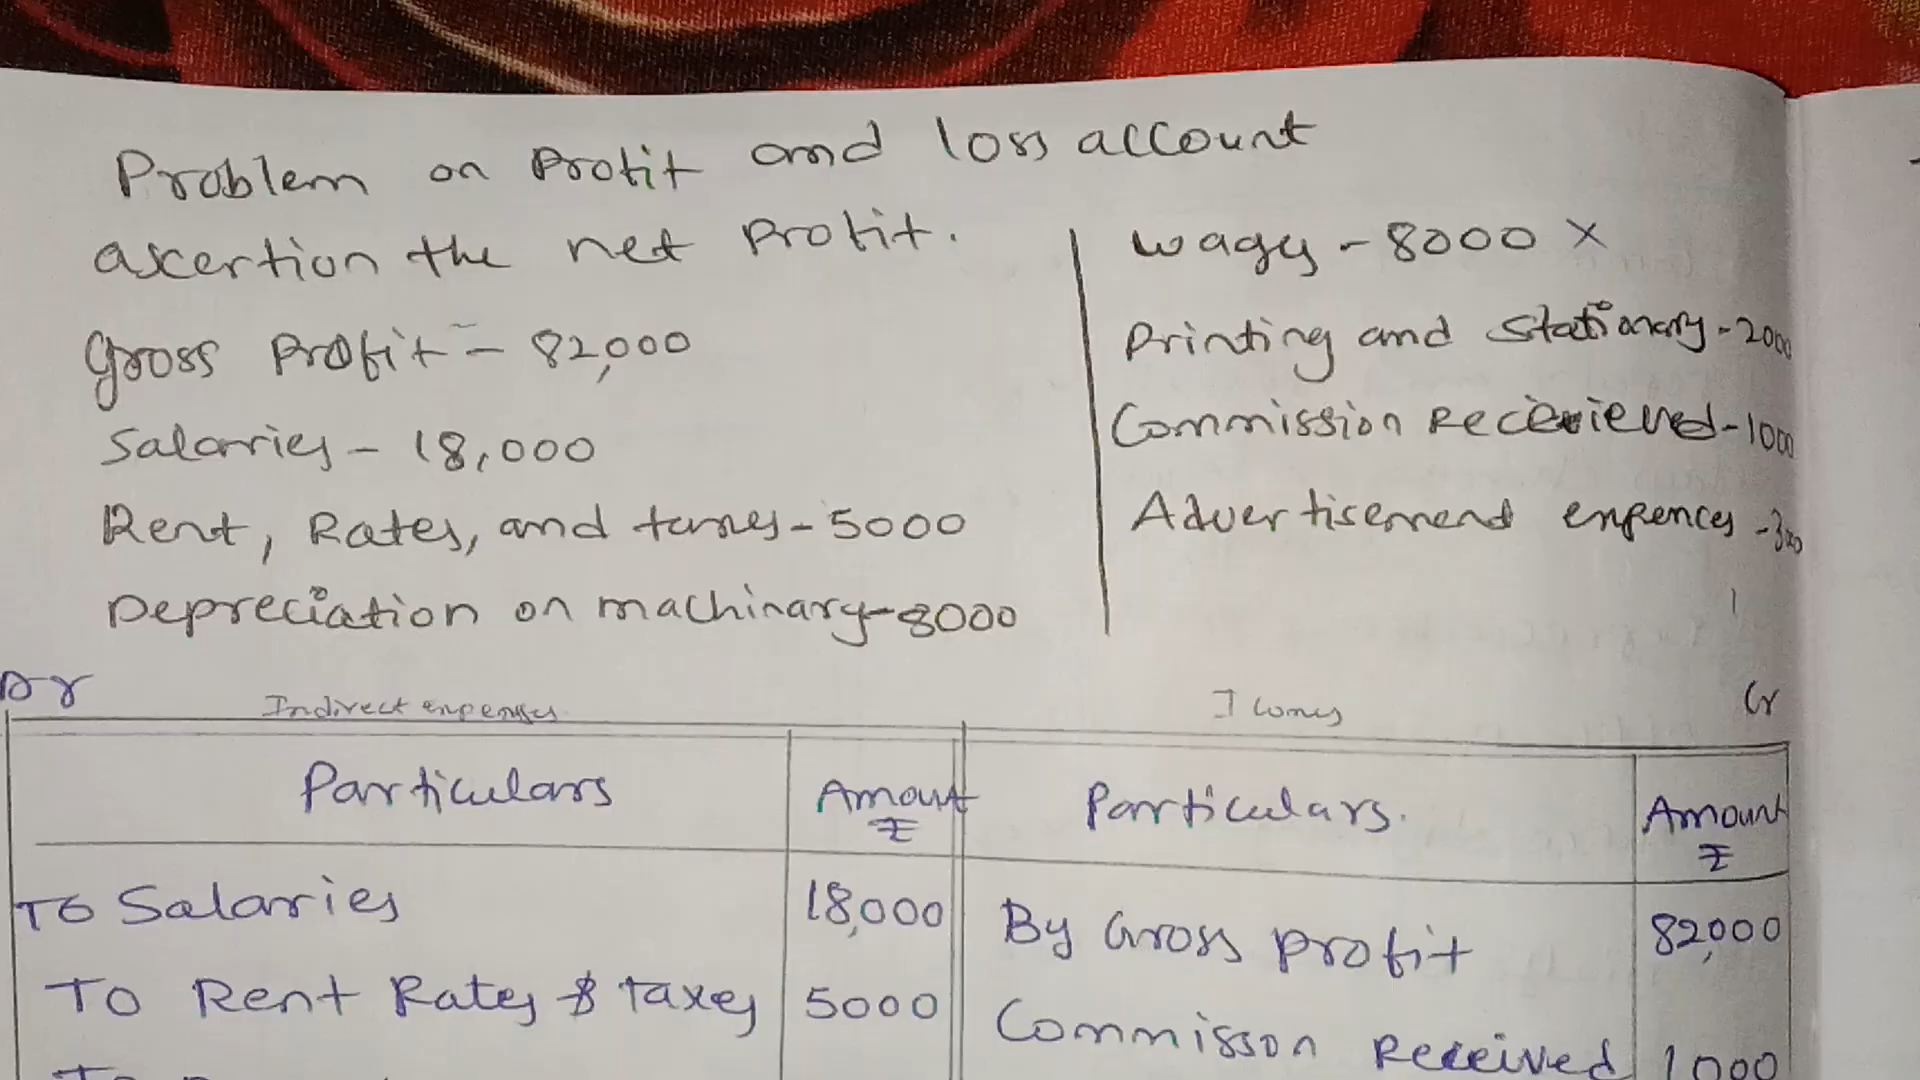 Problem on Profit and loss account
ascertion the net Profit.
Gross Profit - 82,000
Salaries - 18,000
Rent, Rates, and taxes - 5000
Depreciation on machinary - 8000
wages - 8000 ×
Printing and Stationary - 2000
Commission - 1000
Advertisement expences
Dr
Indirect expenses
Icomes
Cr
Particulars Amount ₹ Particulars. Amount ₹
To Salaries 18,000 By Gross profit 82,000
To Rent Rates & taxes 5000 Commisson Received 1000